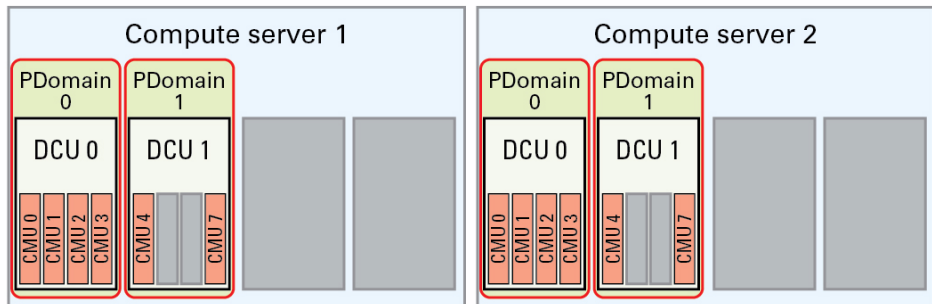 Compute server 1
PDomain
0
PDomain
1
DCU 0
DCU 1
CMU 0
CMU 1
CMU 2
CMU 3
CMU 4
CMU 7
Compute server 2
PDomain
0
PDomain
1
DCU 0
DCU 1
CMU 0
CMU 1
CMU 2
CMU 3
CMU 4
CMU 7